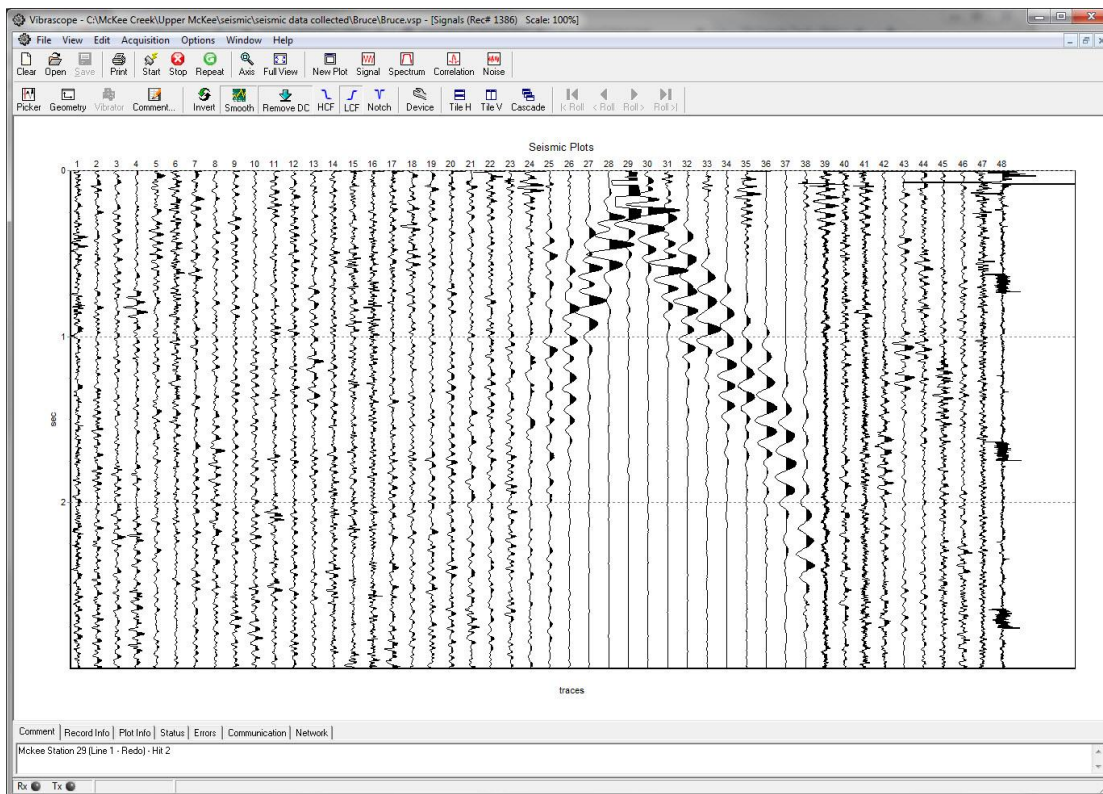 Vibrascope - C:\McKee Creek\Upper McKee\seismic\seismic data collected\Bruce\Bruce.vsp - [Signals (Rec# 1386) Scale: 100%]
File View Edit Acquisition Options Window Help
Clear Open Save Print Start Stop Repeat Axis Full View New Plot Signal Spectrum Correlation Noise
Picker Geometry Vibrator Comment... Invert Smooth Remove DC HCF LCF Notch Device Tile H Tile V Cascade |< Roll < Roll Roll > Roll >|
Seismic Plots
1 2 3 4 5 6 7 8 9 10 11 12 13 14 15 16 17 18 19 20 21 22 23 24 25 26 27 28 29 30 31 32 33 34 35 36 37 38 39 40 41 42 43 44 45 46 47 48
0
1
sec
2
traces
Comment Record Info Plot Info Status Errors Communication Network
Mckee Station 29 (Line 1 - Redo) - Hit 2
Rx Tx